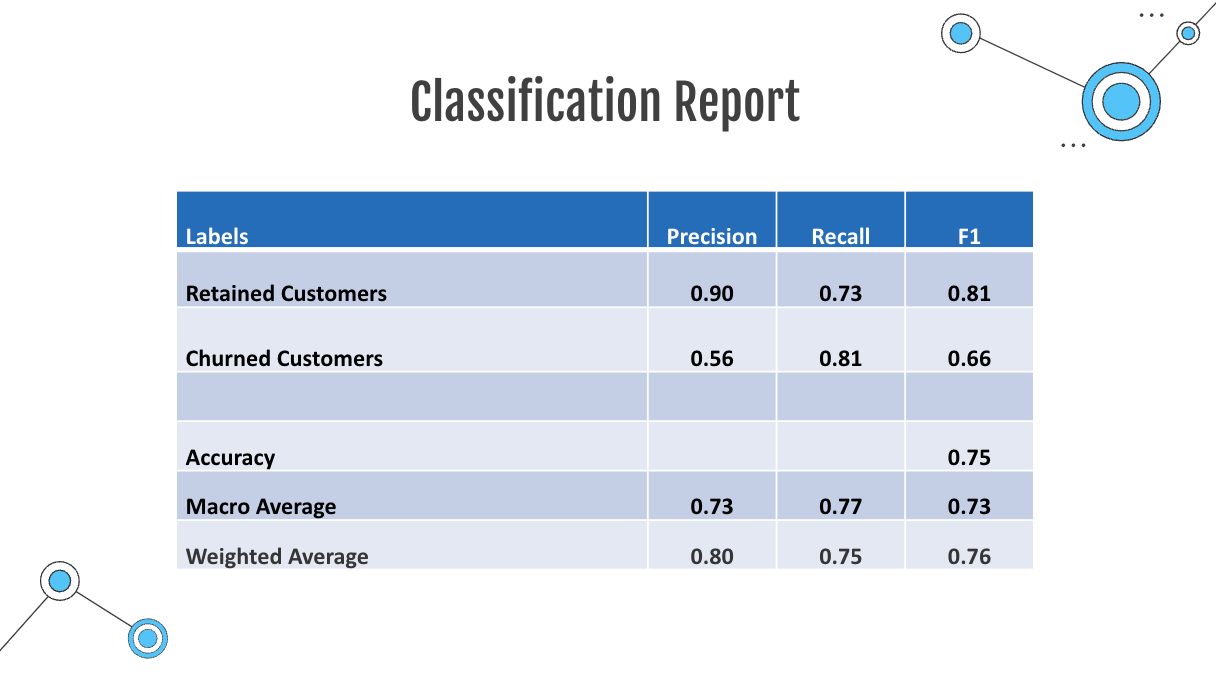 Classification Report
Labels Precision Recall F1
Retained Customers 0.90 0.73 0.81
Churned Customers 0.56 0.81 0.66
Accuracy 0.75
Macro Average 0.73 0.77 0.73
Weighted Average 0.80 0.75 0.76